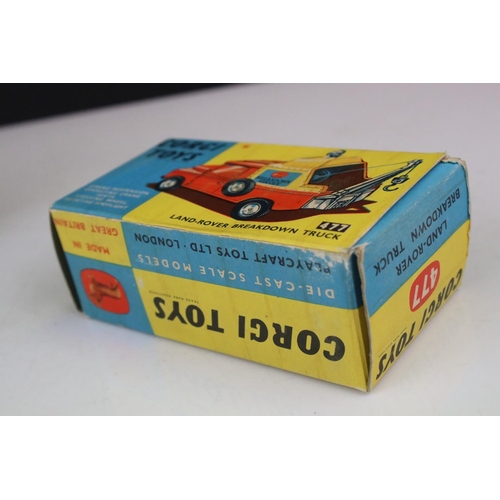 CORGI
TOYS
477
LAND-ROVER BREAKDOWN TRUCK
MADE IN
GREAT BRITAIN
PLAYCRAFT TOYS LTD · LONDON
DIE-CAST SCALE MODELS
CORGI TOYS
LAND-ROVER
BREAKDOWN TRUCK
477
CORGI TOYS